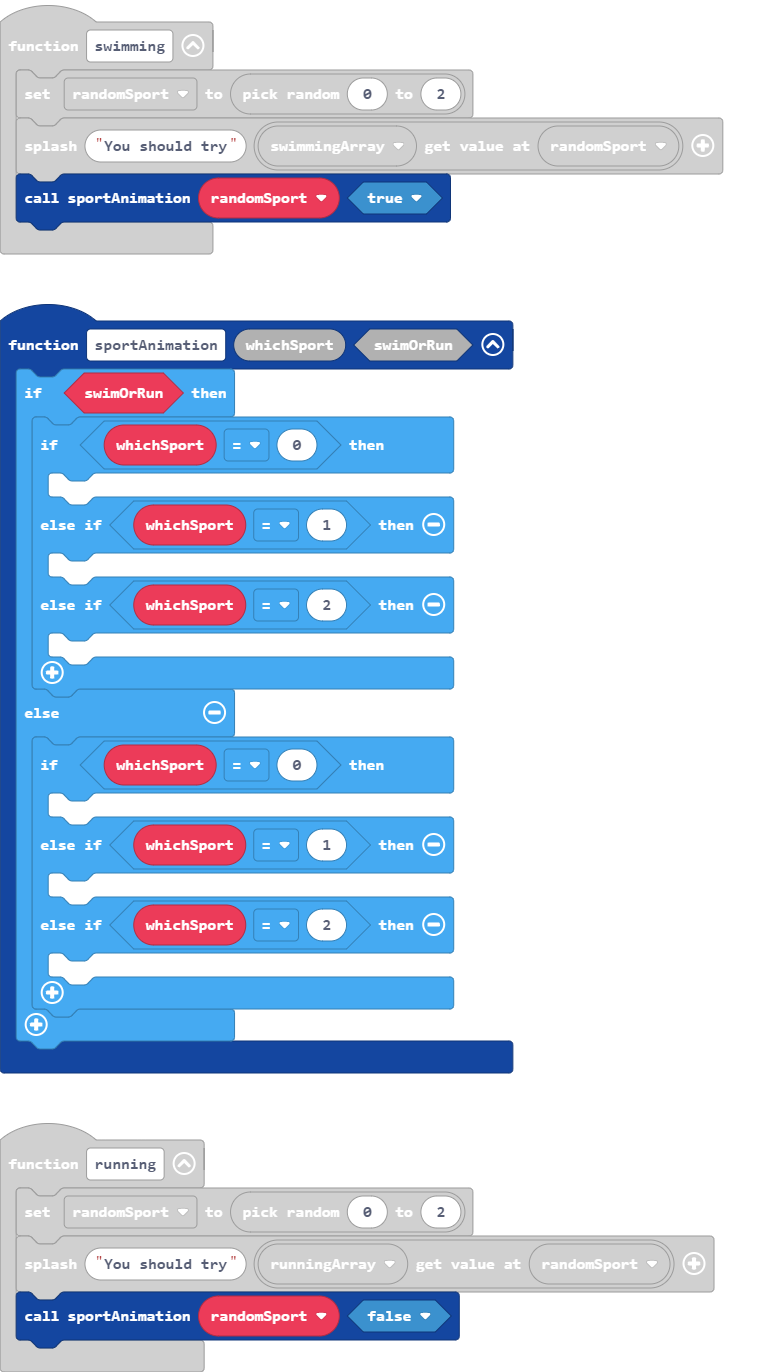 function swimming
set randomSport to pick random 0 to 2
splash "You should try" swimmingArray get value at randomSport
call sportAnimation randomSport true
function sportAnimation whichSport swimOrRun
if swimOrRun then
if whichSport = 0 then
else if whichSport = 1 then
else if whichSport = 2 then
else
if whichSport = 0 then
else if whichSport = 1 then
else if whichSport = 2 then
function running
set randomSport to pick random 0 to 2
splash "You should try" runningArray get value at randomSport
call sportAnimation randomSport false